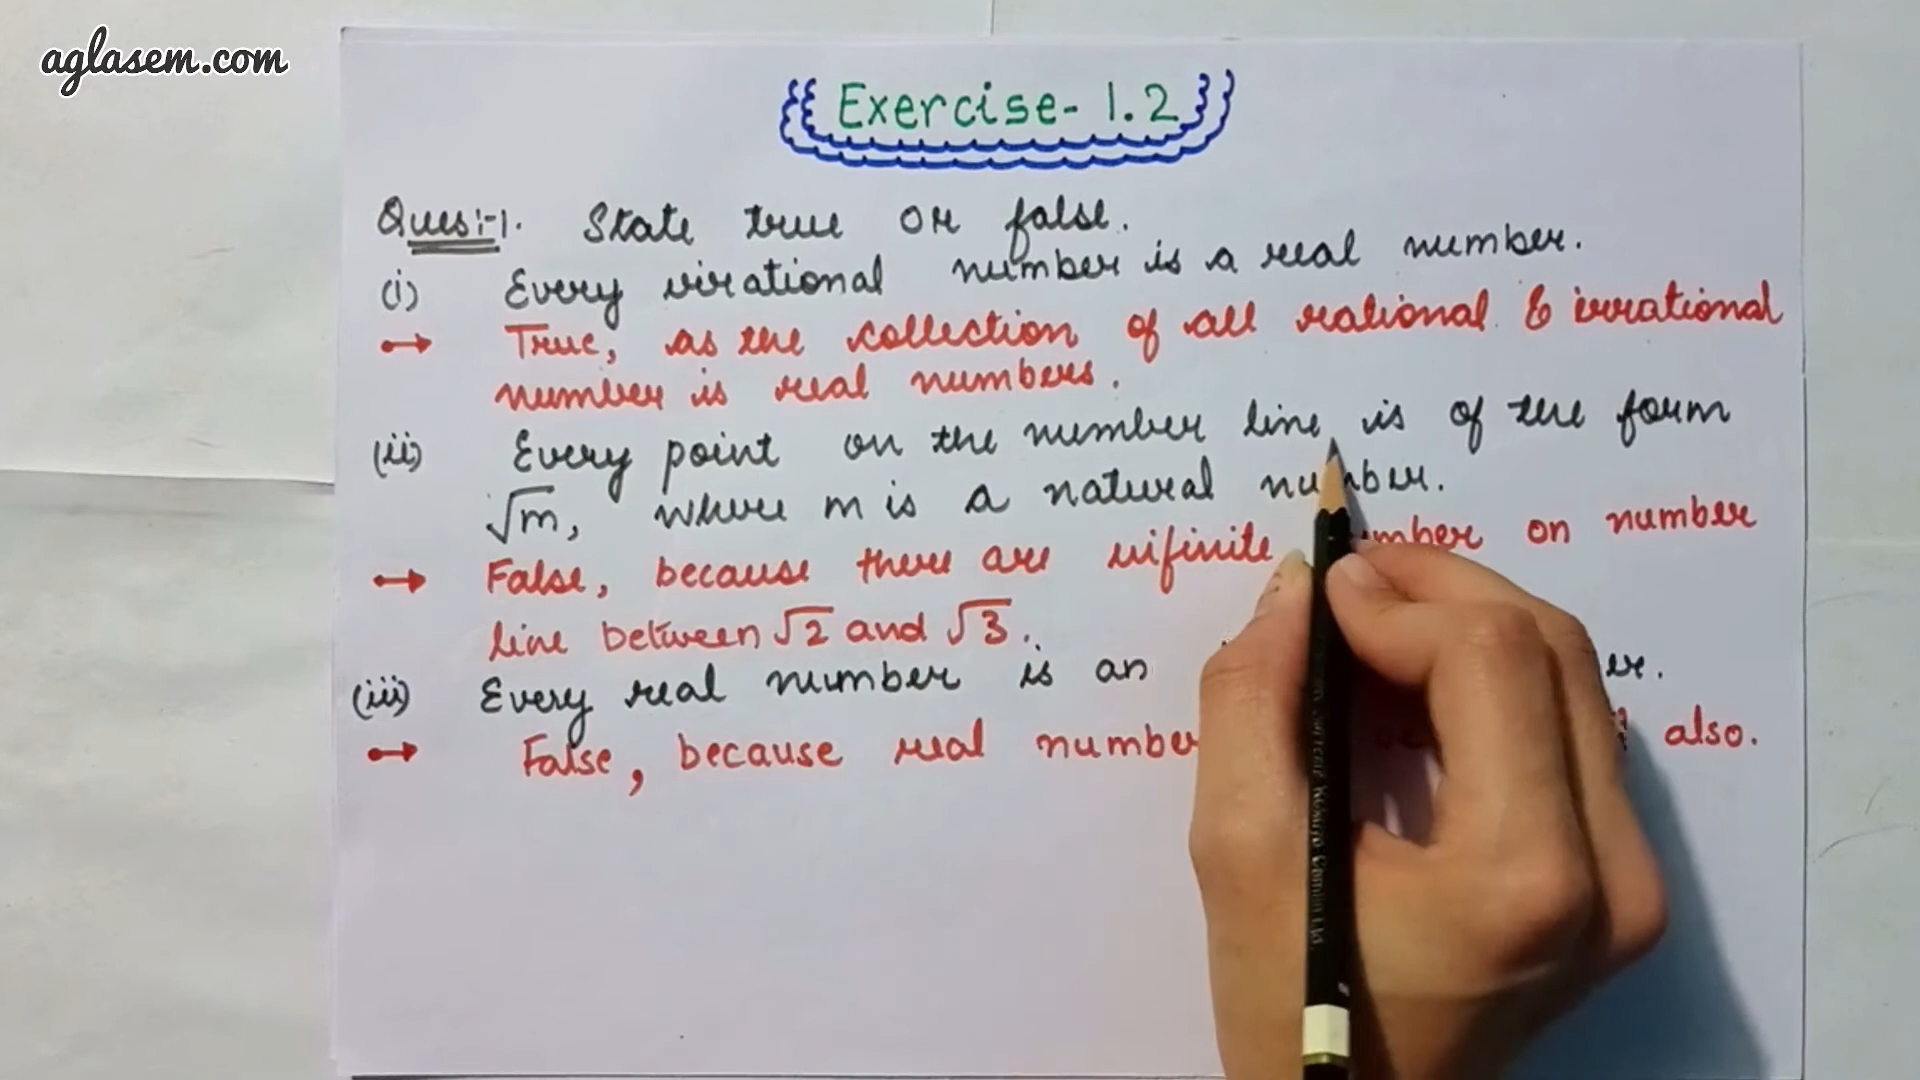 aglasem.com
Exercise- 1.2
Ques:-1. State true or false.
(i) Every irrational number is a real number.
True, as the collection of all rational & irrational
number is real numbers.
(ii) Every point on the number line is of the form
√m, where m is a natural number.
False, because there are infinite number on number
line between √2 and √3.
(iii) Every real number is an
False, because real number also.